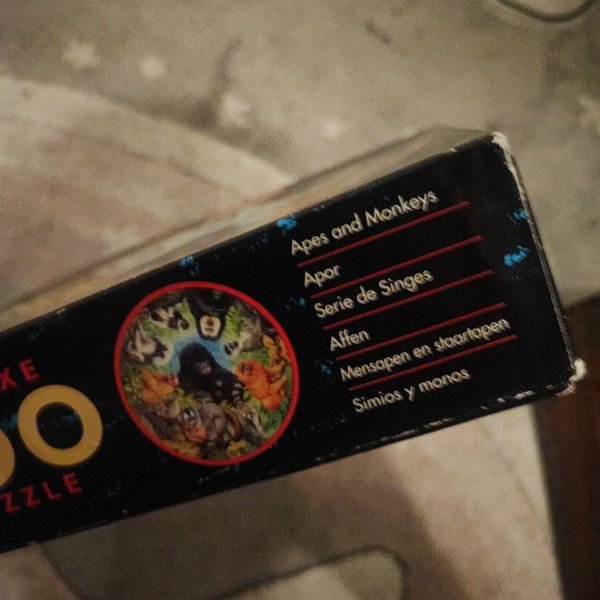 XE
00
ZZLE
Apes and Monkeys
Apor
Serie de Singes
Affen
Mensapen en staartapen
Simios y monos